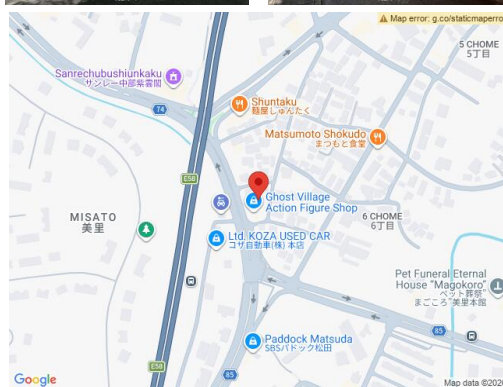 Map error: g.co/staticmaperro
5 CHOME
5丁目
Sanrechubushiunkaku
サンレー中部紫雲閣
74
Shuntaku
麺屋しゅんたく
Matsumoto Shokudo
まつもと食堂
E58
Ghost Village
Action Figure Shop
MISATO
美里
6 CHOME
6丁目
Ltd. KOZA USED CAR
コザ自動車(株) 本店
Pet Funeral Eternal
House "Magokoro"
ペット葬祭"
まごころ"美里本館
85
Paddock Matsuda
SBSパドック松田
E58
85
Google
Map data ©202